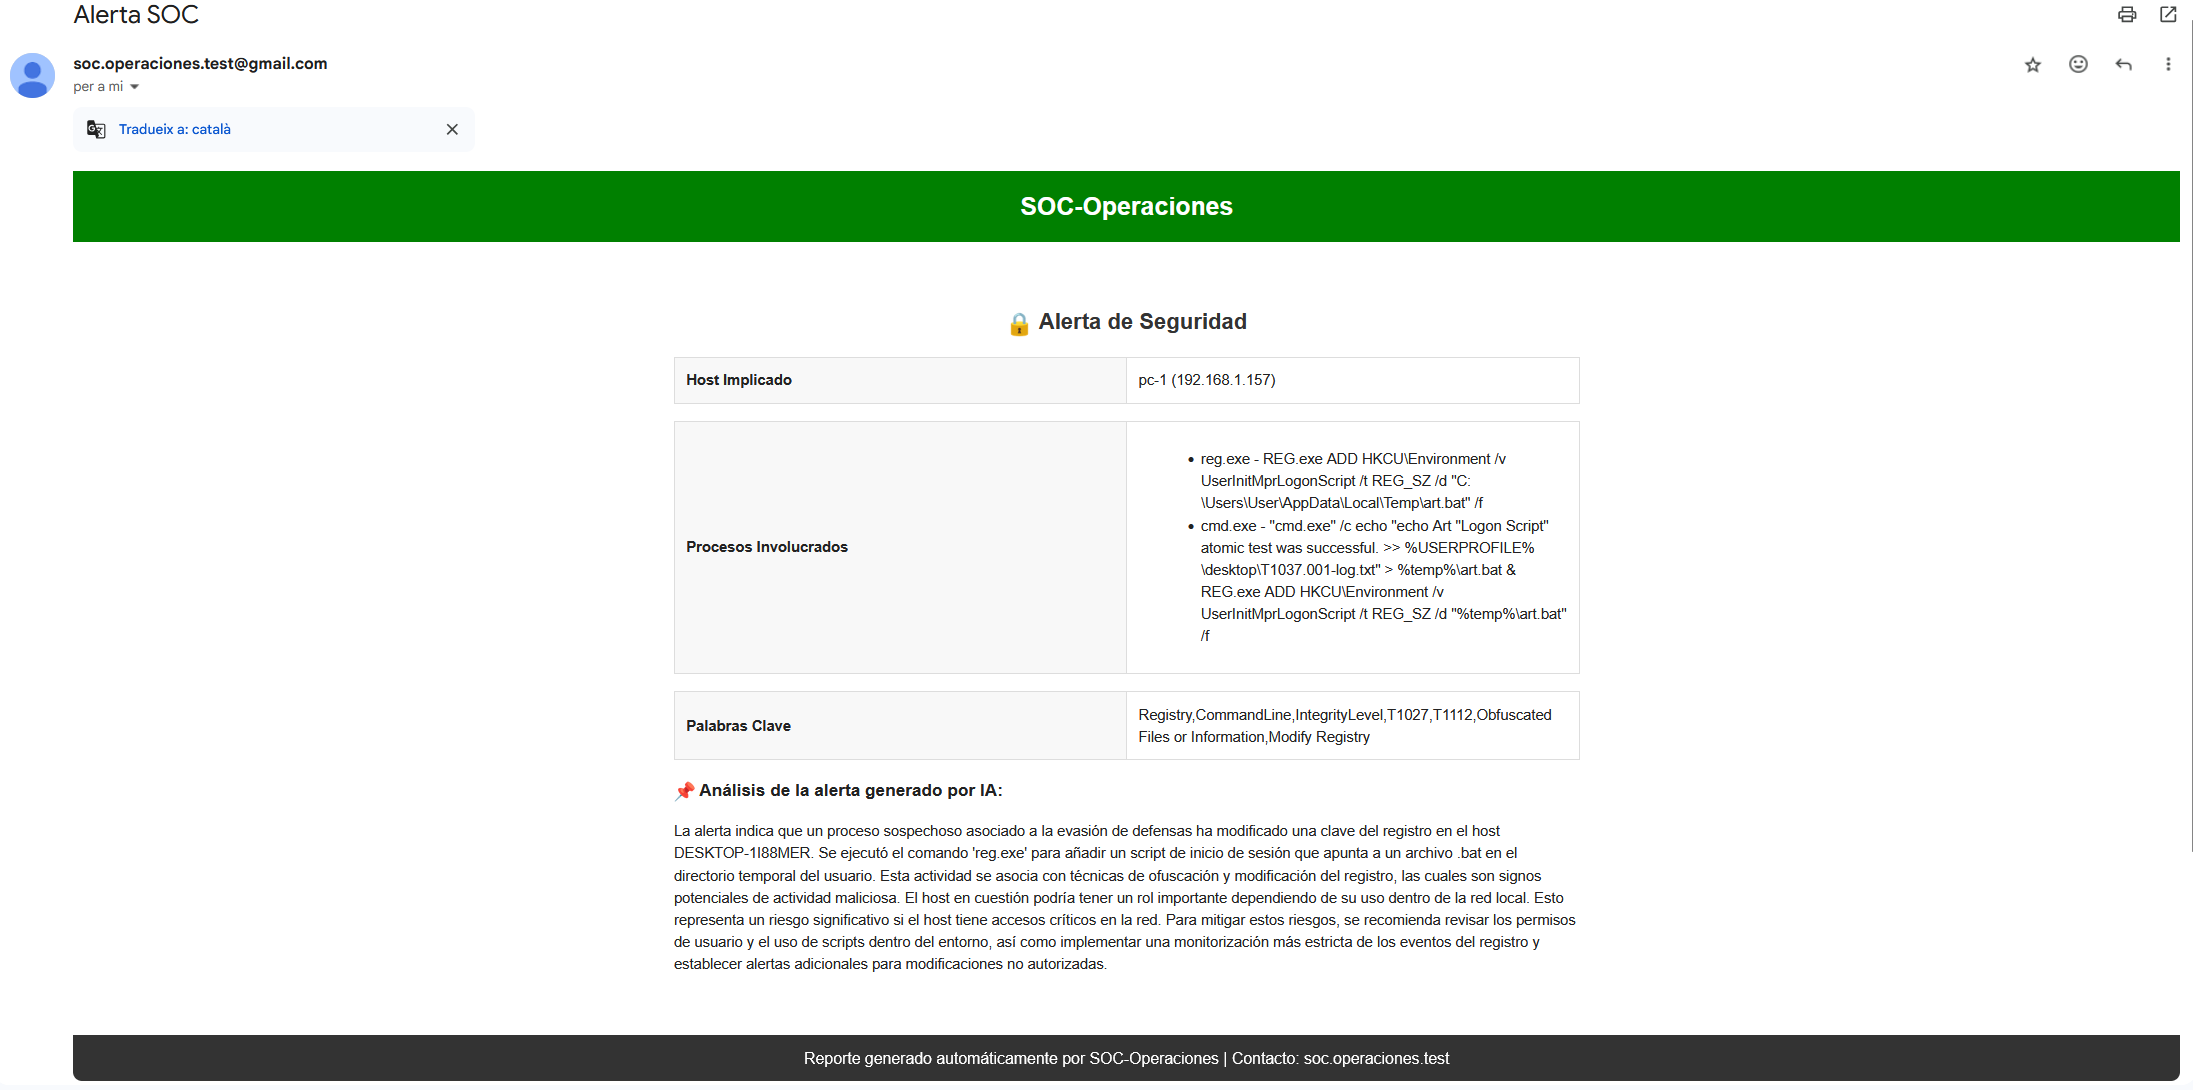 Alerta SOC
soc.operaciones.test@gmail.com
per a mi
Tradueix a: català
SOC-Operaciones
🔒 Alerta de Seguridad
Host Implicado
pc-1 (192.168.1.157)
Procesos Involucrados
• reg.exe - REG.exe ADD HKCU\Environment /v
UserInitMprLogonScript /t REG_SZ /d "C:
\Users\User\AppData\Local\Temp\art.bat" /f
• cmd.exe - "cmd.exe" /c echo "echo Art "Logon Script"
atomic test was successful. >> %USERPROFILE%
\desktop\T1037.001-log.txt" > %temp%\art.bat &
REG.exe ADD HKCU\Environment /v
UserInitMprLogonScript /t REG_SZ /d "%temp%\art.bat"
/f
Palabras Clave
Registry,CommandLine,IntegrityLevel,T1027,T1112,Obfuscated
Files or Information,Modify Registry
📌 Análisis de la alerta generado por IA:
La alerta indica que un proceso sospechoso asociado a la evasión de defensas ha modificado una clave del registro en el host
DESKTOP-1I88MER. Se ejecutó el comando 'reg.exe' para añadir un script de inicio de sesión que apunta a un archivo .bat en el
directorio temporal del usuario. Esta actividad se asocia con técnicas de ofuscación y modificación del registro, las cuales son signos
potenciales de actividad maliciosa. El host en cuestión podría tener un rol importante dependiendo de su uso dentro de la red local. Esto
representa un riesgo significativo si el host tiene accesos críticos en la red. Para mitigar estos riesgos, se recomienda revisar los permisos
de usuario y el uso de scripts dentro del entorno, así como implementar una monitorización más estricta de los eventos del registro y
establecer alertas adicionales para modificaciones no autorizadas.
Reporte generado automáticamente por SOC-Operaciones | Contacto: soc.operaciones.test